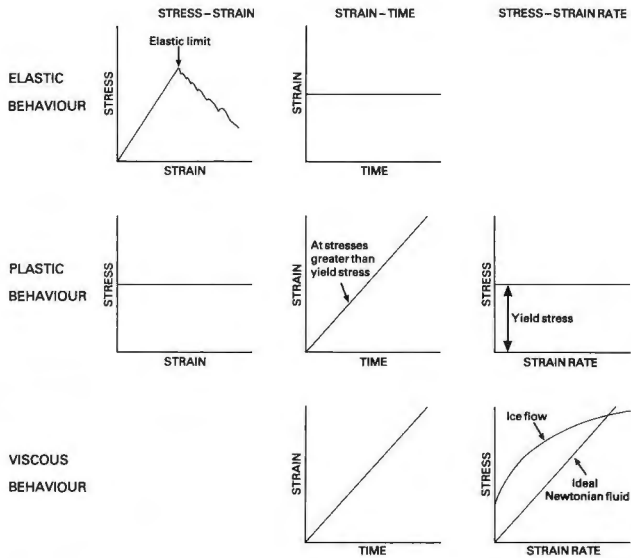 STRESS–STRAIN
STRAIN–TIME
STRESS–STRAIN RATE
ELASTIC
BEHAVIOUR
STRESS
Elastic limit
STRAIN
STRAIN
TIME
PLASTIC
BEHAVIOUR
STRESS
STRAIN
STRAIN
At stresses
greater than
yield stress
TIME
STRESS
Yield stress
STRAIN RATE
VISCOUS
BEHAVIOUR
STRAIN
TIME
STRESS
Ice flow
Ideal
Newtonian fluid
STRAIN RATE